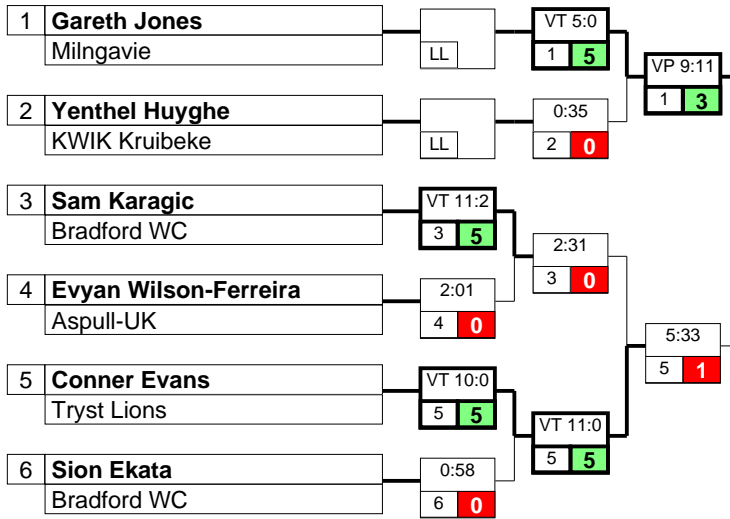 1 Gareth Jones
Milngavie
LL
VT 5:0
1 5
VP 9:11
1 3
2 Yenthel Huyghe
KWIK Kruibeke
LL
0:35
2 0
3 Sam Karagic
Bradford WC
VT 11:2
3 5
2:31
3 0
4 Evyan Wilson-Ferreira
Aspull-UK
2:01
4 0
5:33
5 1
5 Conner Evans
Tryst Lions
VT 10:0
5 5
VT 11:0
5 5
6 Sion Ekata
Bradford WC
0:58
6 0